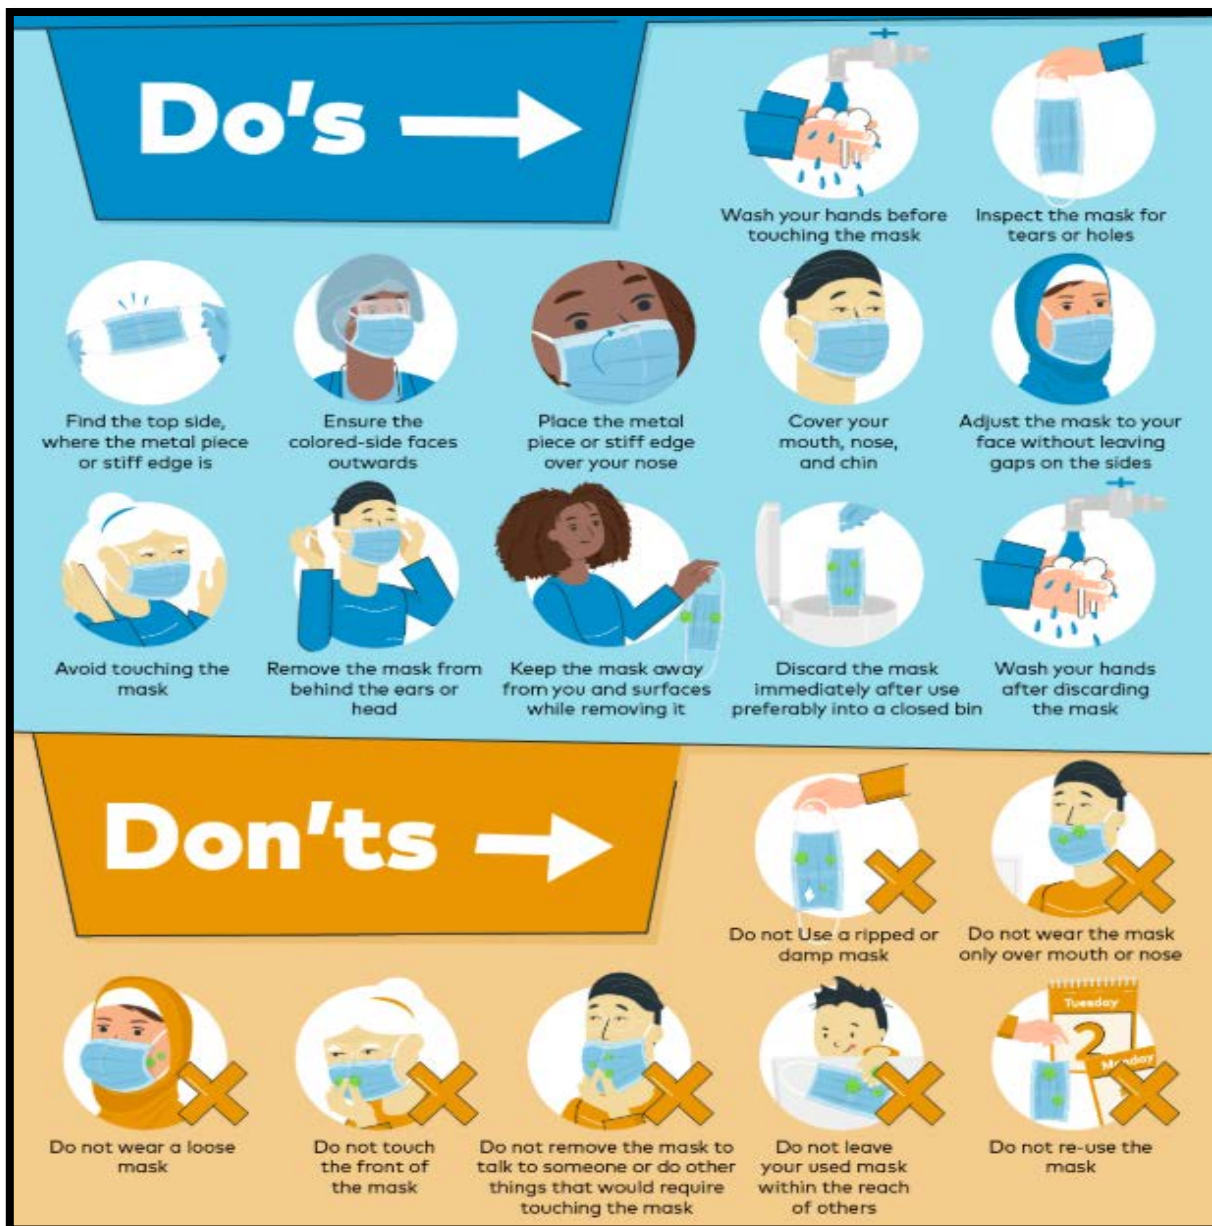 Do's
Wash your hands before
touching the mask
Inspect the mask for
tears or holes
Find the top side,
where the metal piece
or stiff edge is
Ensure the
colored-side faces
outwards
Place the metal
piece or stiff edge
over your nose
Cover your
mouth, nose,
and chin
Adjust the mask to your
face without leaving
gaps on the sides
Avoid touching the
mask
Remove the mask from
behind the ears or
head
Keep the mask away
from you and surfaces
while removing it
Discard the mask
immediately after use
preferably into a closed bin
Wash your hands
after discarding
the mask
Don'ts
Do not Use a ripped or
damp mask
Do not wear the mask
only over mouth or nose
Do not wear a loose
mask
Do not touch
the front of
the mask
Do not remove the mask to
talk to someone or do other
things that would require
touching the mask
Do not leave
your used mask
within the reach
of others
Tuesday
2
Monday
Do not re-use the
mask